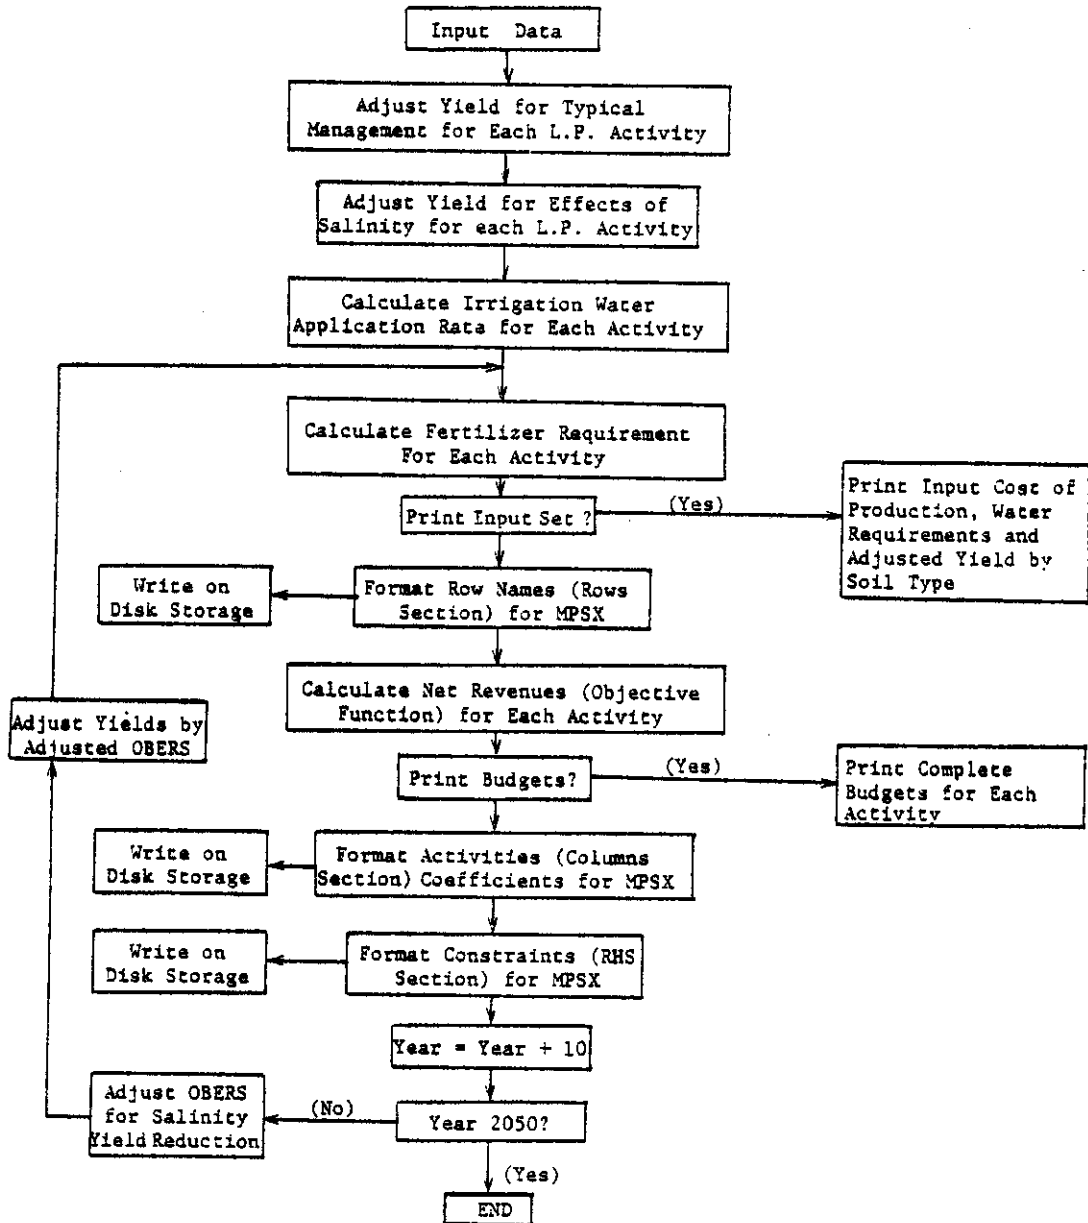 Input Data
Adjust Yield for Typical
Management for Each L.P. Activity
Adjust Yield for Effects of
Salinity for each L.P. Activity
Calculate Irrigation Water
Application Rate for Each Activity
Calculate Fertilizer Requirement
For Each Activity
Print Input Set ?
(Yes)
Print Input Cost of
Production, Water
Requirements and
Adjusted Yield by
Soil Type
Write on
Disk Storage
Format Row Names (Rows
Section) for MPSX
Calculate Net Revenues (Objective
Function) for Each Activity
Adjust Yields by
Adjusted OBERS
Print Budgets?
(Yes)
Print Complete
Budgets for Each
Activity
Write on
Disk Storage
Format Activities (Columns
Section) Coefficients for MPSX
Write on
Disk Storage
Format Constraints (RHS
Section) for MPSX
Year = Year + 10
Adjust OBERS
for Salinity
Yield Reduction
(No)
Year 2050?
(Yes)
END